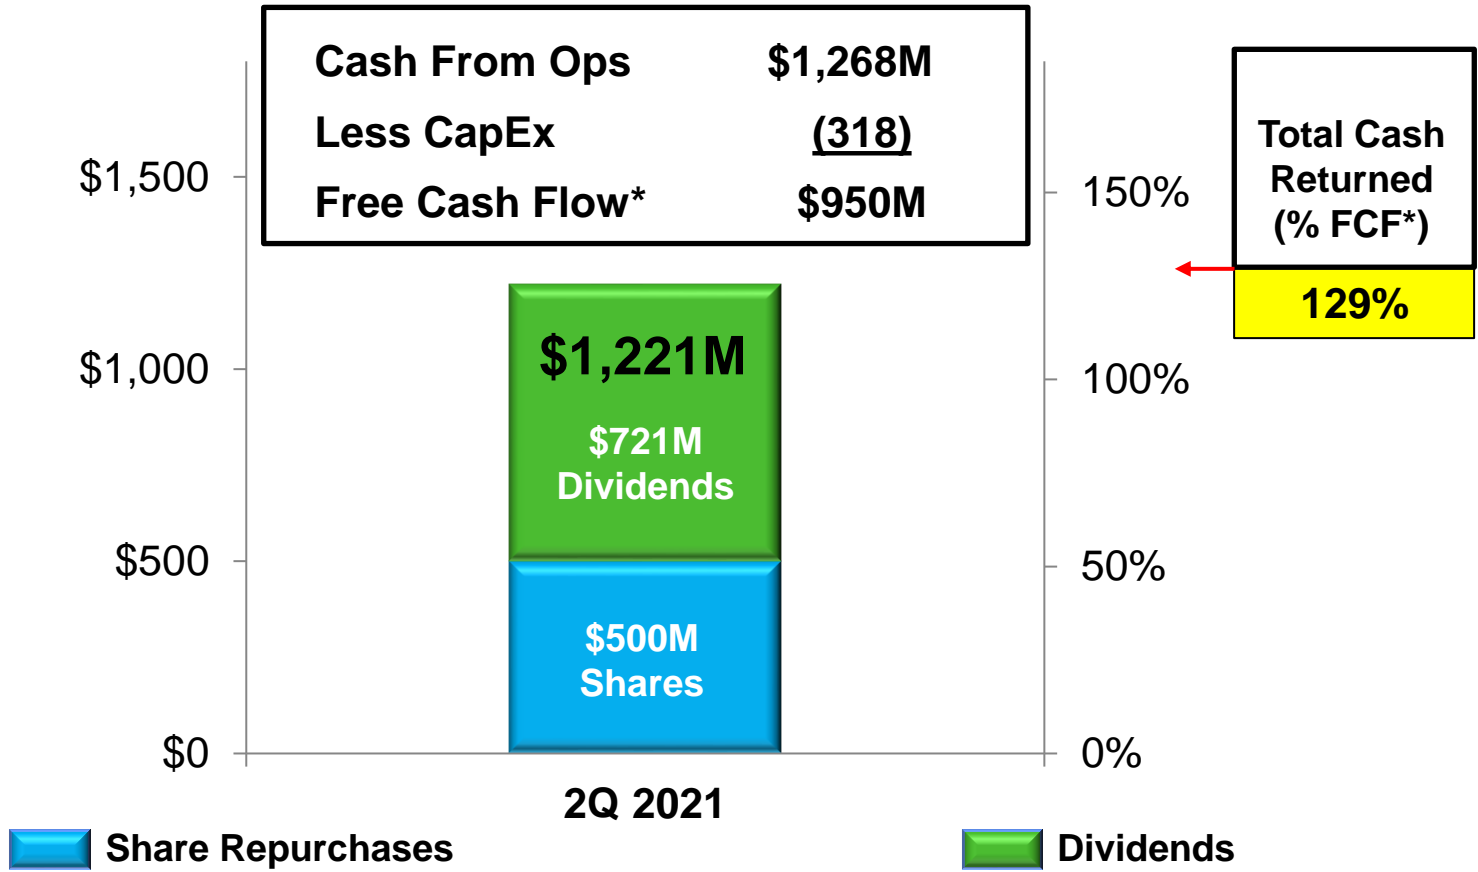 Cash From Ops $1,268M
Less CapEx (318)
Free Cash Flow* $950M
Total Cash
Returned
(% FCF*)
129%
$1,500
$1,000
$500
$0
150%
100%
50%
0%
$1,221M
$721M
Dividends
$500M
Shares
2Q 2021
Share Repurchases
Dividends